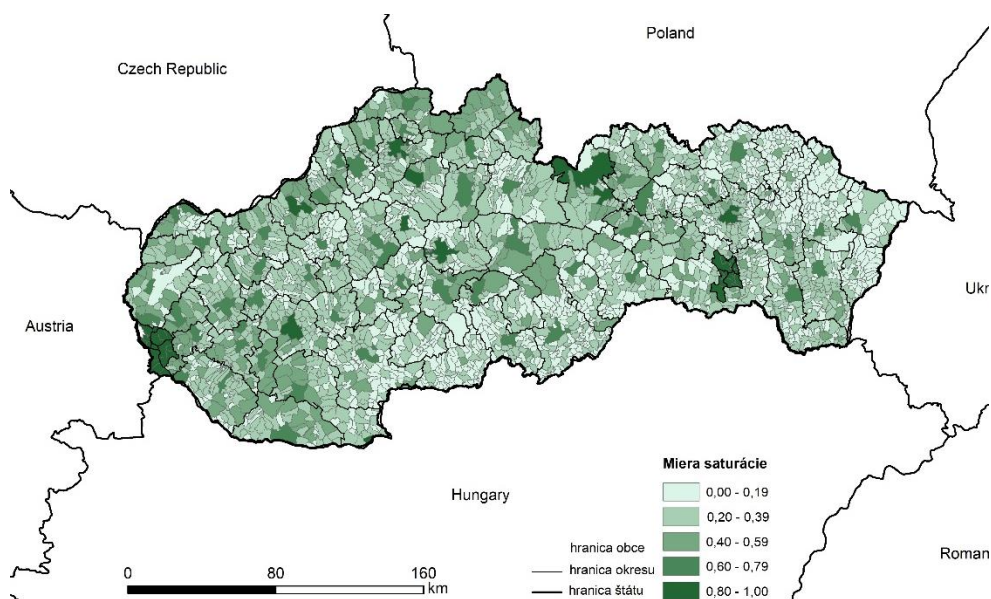 Poland
Czech Republic
Ukr
Austria
Miera saturácie
Hungary
0,00 - 0,19
0,20 - 0,39
hranica obce
0,40 - 0,59
hranica okresu
0,60 - 0,79
Roman
hranica štátu
0,80 - 1,00
0 80 160
km